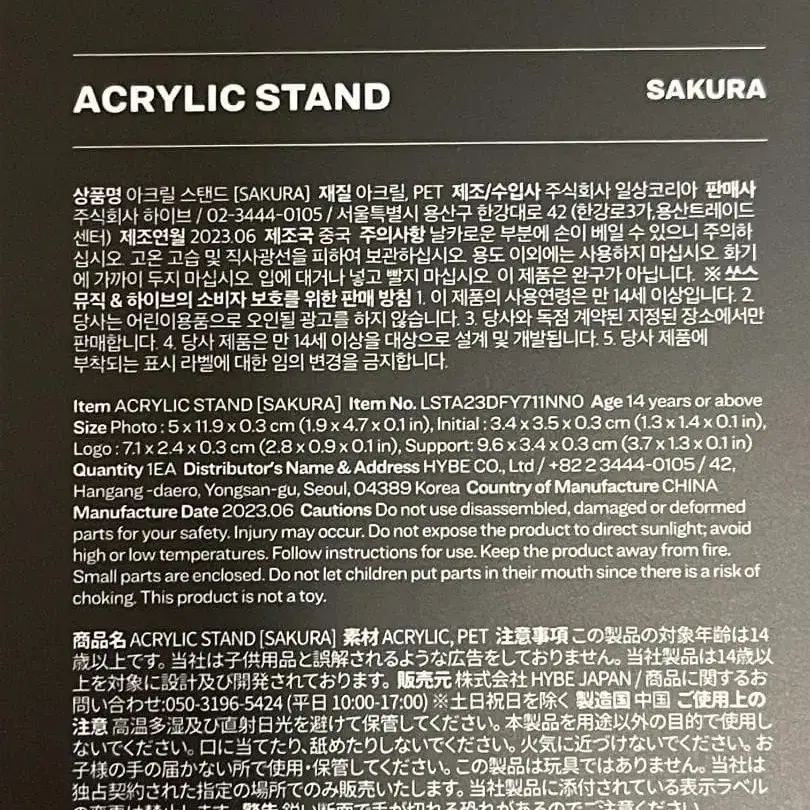 ACRYLIC STAND
SAKURA
상품명 아크릴 스탠드 [SAKURA] 재질 아크릴, PET 제조/수입사 주식회사 일상코리아 판매사
주식회사 하이브 / 02-3444-0105 / 서울특별시 용산구 한강대로 42 (한강로3가,용산트레이드
센터) 제조연월 2023.06 제조국 중국 주의사항 날카로운 부분에 손이 베일 수 있으니 주의하
십시오. 고온 고습 및 직사광선을 피하여 보관하십시오. 용도 이외에는 사용하지 마십시오. 화기
에 가까이 두지 마십시오. 입에 대거나 넣고 빨지 마십시오. 이 제품은 완구가 아닙니다. ※ 쏘스
뮤직 & 하이브의 소비자 보호를 위한 판매 방침 1. 이 제품의 사용연령은 만 14세 이상입니다. 2.
당사는 어린이용품으로 오인될 광고를 하지 않습니다. 3. 당사와 독점 계약된 지정된 장소에서만
판매합니다. 4. 당사 제품은 만 14세 이상을 대상으로 설계 및 개발됩니다. 5. 당사 제품에
부착되는 표시 라벨에 대한 임의 변경을 금지합니다.
Item ACRYLIC STAND [SAKURA] Item No. LSTA23DFY711NN0 Age 14 years or above
Size Photo : 5 x 11.9 x 0.3 cm (1.9 x 4.7 x 0.1 in), Initial : 3.4 x 3.5 x 0.3 cm (1.3 x 1.4 x 0.1 in),
Logo : 7.1 x 2.4 x 0.3 cm (2.8 x 0.9 x 0.1 in), Support: 9.6 x 3.4 x 0.3 cm (3.7 x 1.3 x 0.1 in)
Quantity 1EA Distributor's Name & Address HYBE CO., Ltd / +82 2 3444-0105 / 42,
Hangang -daero, Yongsan-gu, Seoul, 04389 Korea Country of Manufacture CHINA
Manufacture Date 2023.06 Cautions Do not use disassembled, damaged or deformed
parts for your safety. Injury may occur. Do not expose the product to direct sunlight; avoid
high or low temperatures. Follow instructions for use. Keep the product away from fire.
Small parts are enclosed. Do not let children put parts in their mouth since there is a risk of
choking. This product is not a toy.
商品名 ACRYLIC STAND [SAKURA] 素材 ACRYLIC, PET 注意事項 この製品の対象年齢は14
歳以上です。当社は子供用品と誤解されるような広告をしておりません。当社製品は14歳以
上を対象に設計及び開発されております。販売元 株式会社 HYBE JAPAN / 商品に関するお
問い合わせ:050-3196-5424 (平日 10:00-17:00) ※土日祝日を除く 製造国 中国 ご使用上の
注意 高温多湿及び直射日光を避けて保管してください。本製品を用途以外の目的で使用し
ないでください。口に当てたり、舐めたりしないでください。火気に近づけないでください。お
子様の手の届かない所で使用・保管してください。この製品は玩具ではありません。当社は
独占契約された指定の場所でのみ販売いたします。当社製品に添付されている表示ラベル
の変更は禁止します。警告 鋭い断面で手が切れる恐れがあるのでご注意ください。